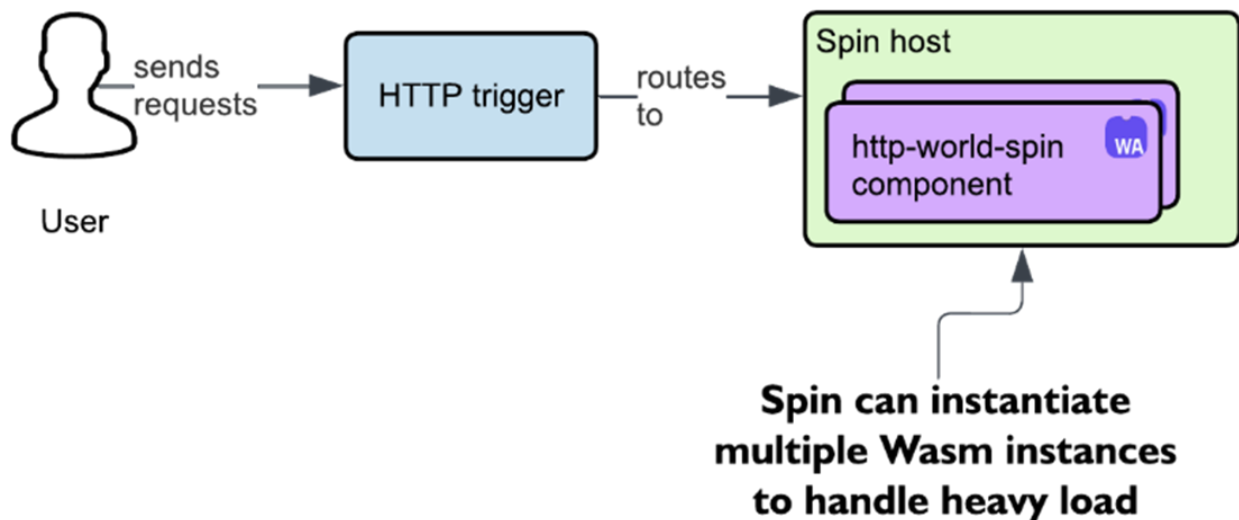 sends
requests
User
HTTP trigger
routes
to
Spin host
http-world-spin
component
WA
Spin can instantiate
multiple Wasm instances
to handle heavy load